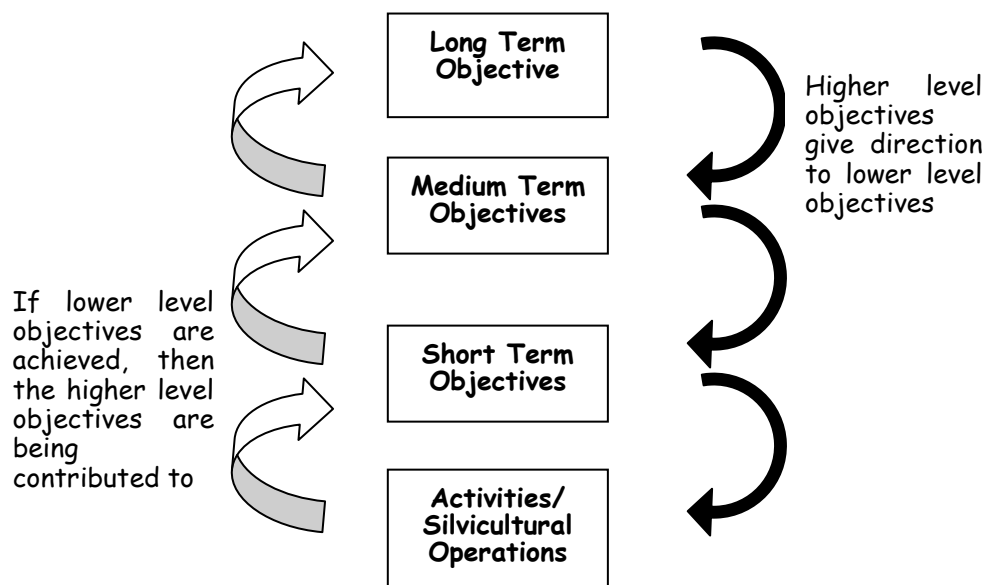 Long Term
Objective
Higher level
objectives
give direction
to lower level
objectives
Medium Term
Objectives
If lower level
objectives are
achieved, then
the higher level
objectives are
being
contributed to
Short Term
Objectives
Activities/
Silvicultural
Operations